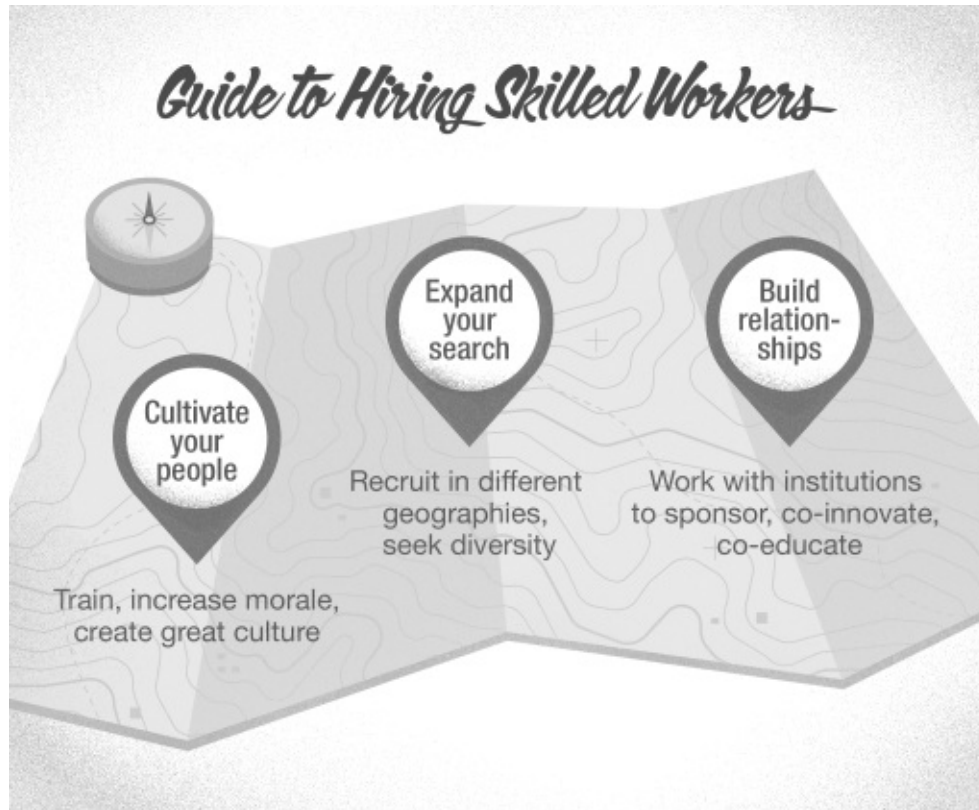 Guide to Hiring Skilled Workers
Cultivate
your
people
Train, increase morale,
create great culture
Expand
your
search
Recruit in different
geographies,
seek diversity
Build
relation-
ships
Work with institutions
to sponsor, co-innovate,
co-educate